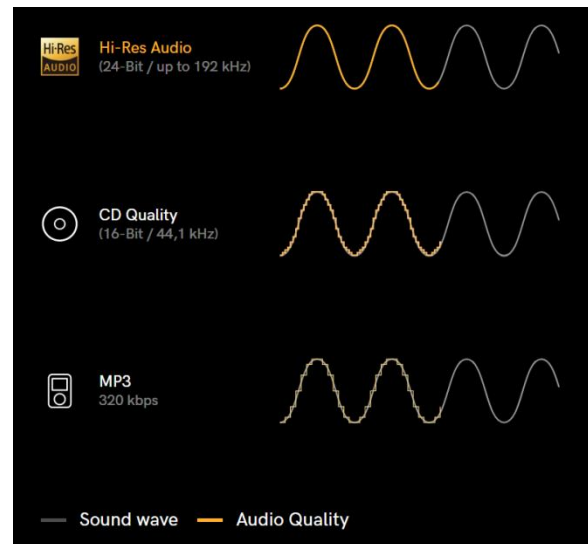 Hi-Res
AUDIO
Hi-Res Audio
(24-Bit / up to 192 kHz)
CD Quality
(16-Bit / 44,1 kHz)
MP3
320 kbps
Sound wave
Audio Quality